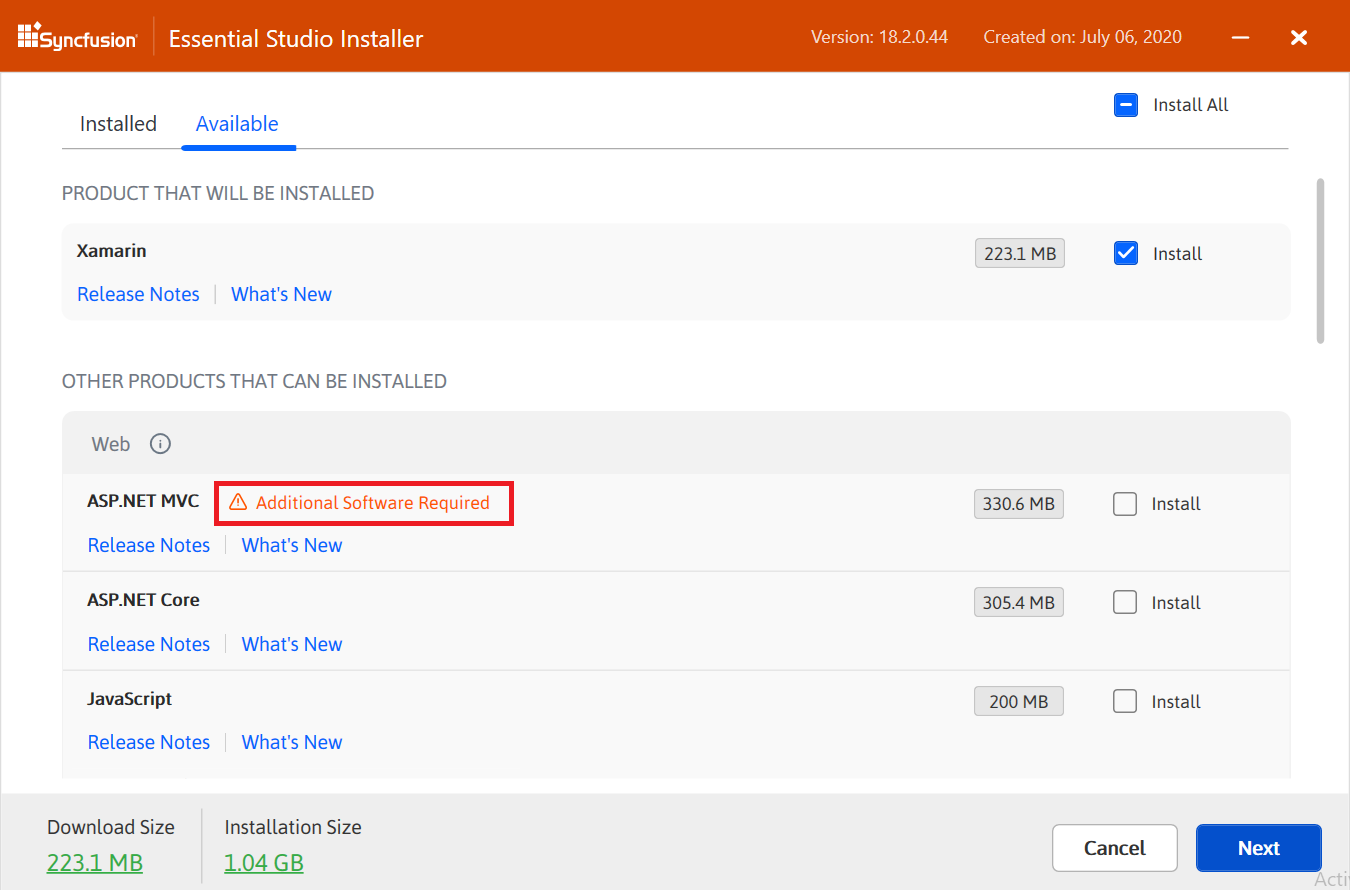 Syncfusion Essential Studio Installer Version: 18.2.0.44 Created on: July 06, 2020
Installed Available Install All
PRODUCT THAT WILL BE INSTALLED
Xamarin 223.1 MB Install
Release Notes What's New
OTHER PRODUCTS THAT CAN BE INSTALLED
Web
ASP.NET MVC Additional Software Required 330.6 MB Install
Release Notes What's New
ASP.NET Core 305.4 MB Install
Release Notes What's New
JavaScript 200 MB Install
Release Notes What's New
Download Size Installation Size
223.1 MB 1.04 GB
Cancel Next